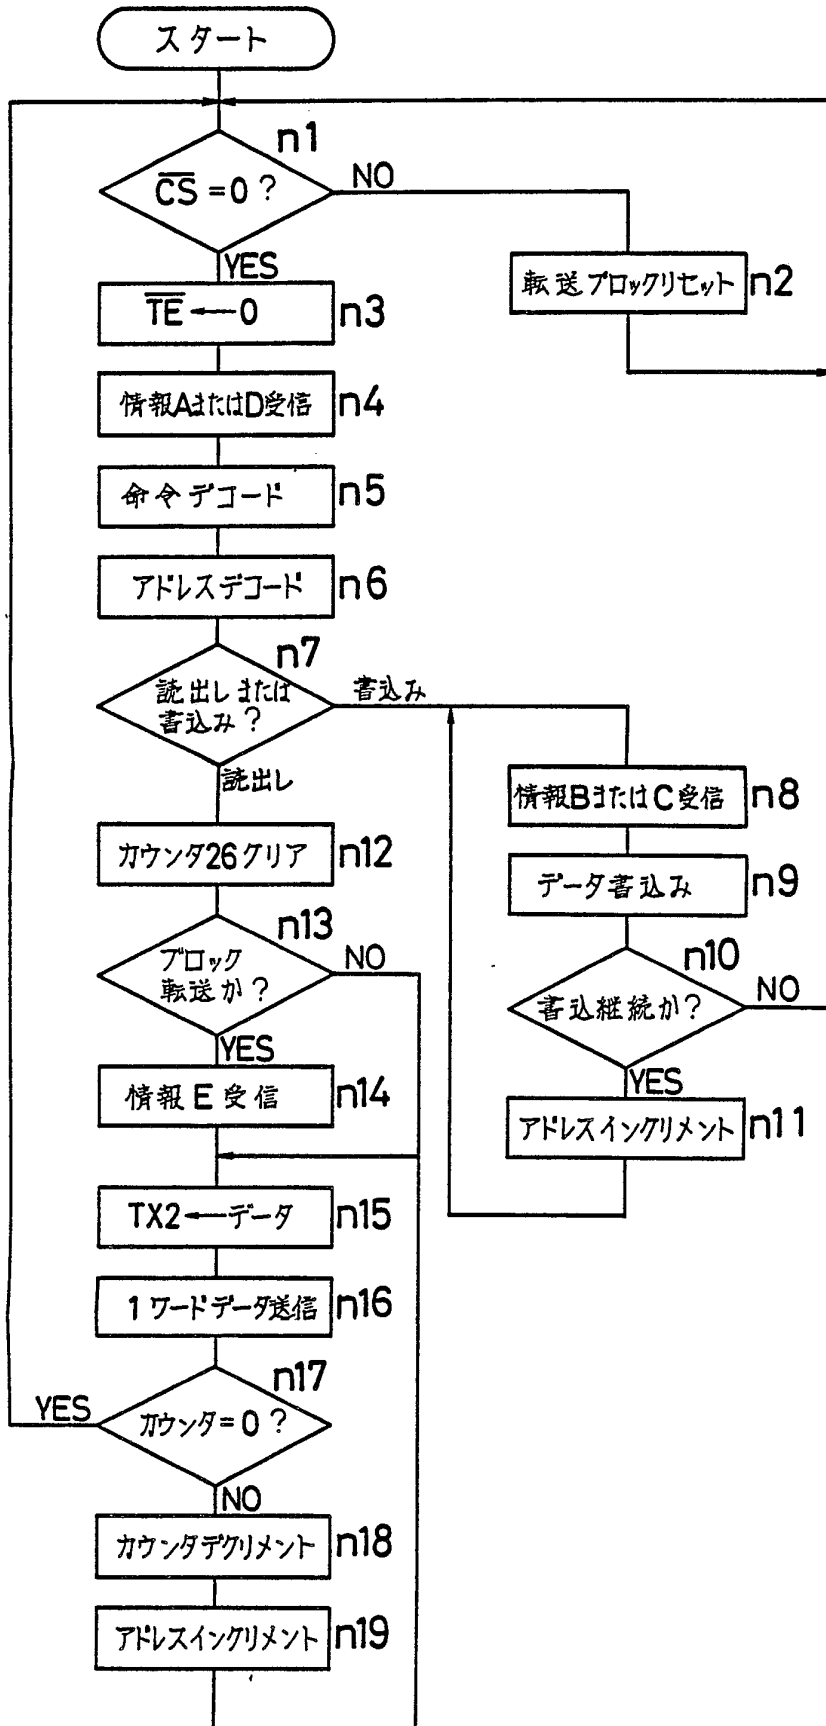 スタート
n1
CS=0?
NO
YES
転送ブロックリセット n2
TE←0 n3
情報AまたはD受信 n4
命令デコード n5
アドレスデコード n6
n7
読出しまたは
書込み?
書込み
読出し
情報BまたはC受信 n8
カウンタ26クリア n12
データ書込み n9
n13
ブロック
転送か?
NO
YES
n10
書込継続か?
NO
YES
情報E受信 n14
アドレスインクリメント n11
TX2←データ n15
1ワードデータ送信 n16
n17
カウンタ=0?
YES
NO
カウンタデクリメント n18
アドレスインクリメント n19